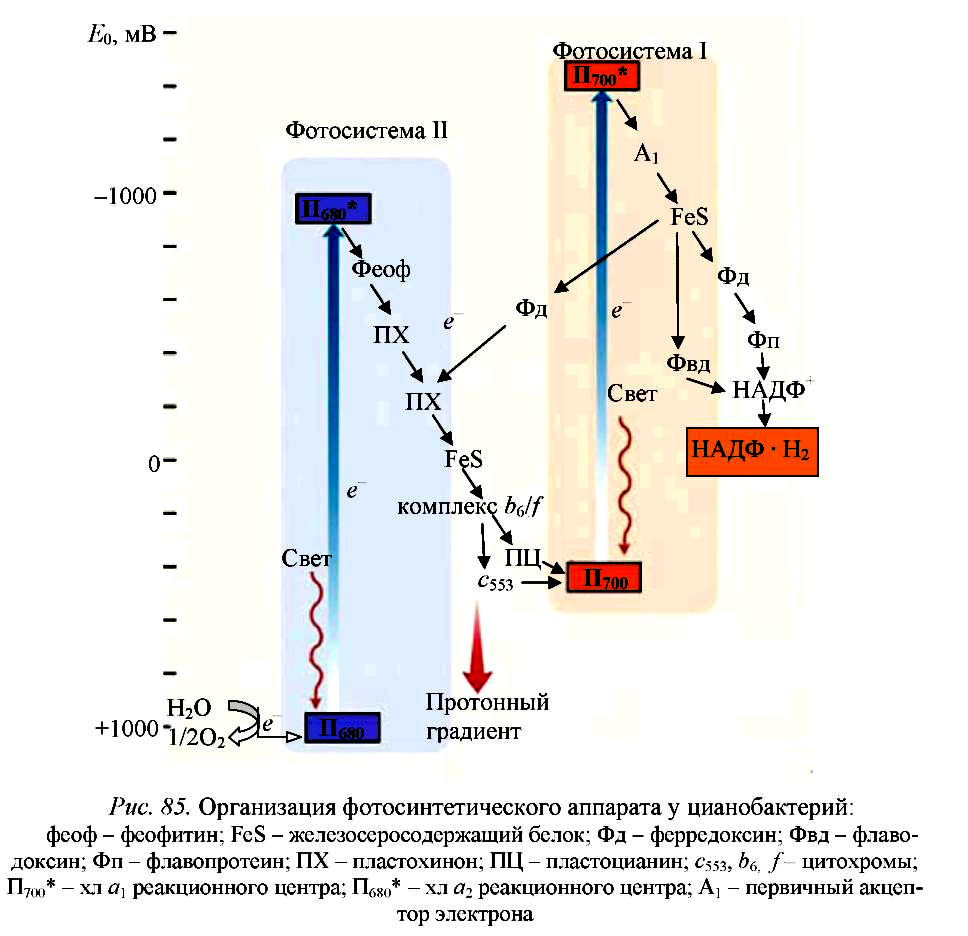 E₀, мВ
Фотосистема I
П₇₀₀*
Фотосистема II
A₁
−1000
П₆₈₀*
FeS
Феоф
Фд
Фд
e⁻
e⁻
ПХ
Фп
Фвд
НАДФ⁺
Свет
ПХ
НАДФ · H₂
0
FeS
e⁻
комплекс b₆/f
Свет
ПЦ
c₅₅₃
П₇₀₀
Протонный
градиент
H₂O
+1000
e⁻
1/2O₂
П₆₈₀
Рис. 85. Организация фотосинтетического аппарата у цианобактерий:
феоф – феофитин; FeS – железосеросодержащий белок; Фд – ферредоксин; Фвд – флаво-
доксин; Фп – флавопротеин; ПХ – пластохинон; ПЦ – пластоцианин; c₅₅₃, b₆, f – цитохромы;
П₇₀₀* – хл a₁ реакционного центра; П₆₈₀* – хл a₂ реакционного центра; A₁ – первичный акцеп-
тор электрона